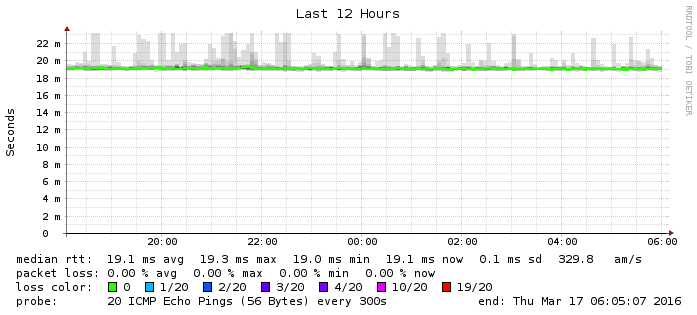 Last 12 Hours
RRDTOOL / TOBI OETIKER
Seconds
22 m
20 m
18 m
16 m
14 m
12 m
10 m
8 m
6 m
4 m
2 m
0
20:00 22:00 00:00 02:00 04:00 06:00
median rtt: 19.1 ms avg 19.3 ms max 19.0 ms min 19.1 ms now 0.1 ms sd 329.8 am/s
packet loss: 0.00 % avg 0.00 % max 0.00 % min 0.00 % now
loss color: 0 1/20 2/20 3/20 4/20 10/20 19/20
probe: 20 ICMP Echo Pings (56 Bytes) every 300s end: Thu Mar 17 06:05:07 2016